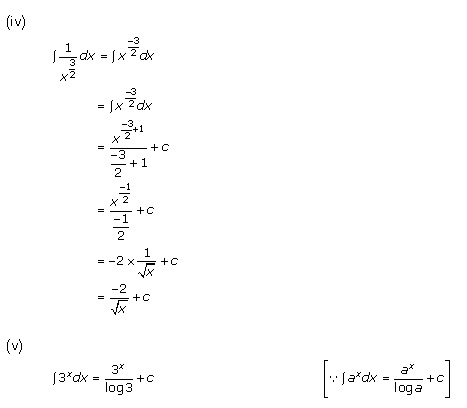 (iv)
∫ 1/x^(3/2) dx = ∫ x^(-3/2) dx
= ∫ x^(-3/2) dx
= x^(-3/2 + 1) / (-3/2 + 1) + c
= x^(-1/2) / (-1/2) + c
= -2 × 1/√x + c
= -2/√x + c
(v)
∫ 3^x dx = 3^x / log 3 + c [∵ ∫ a^x dx = a^x / log a + c]